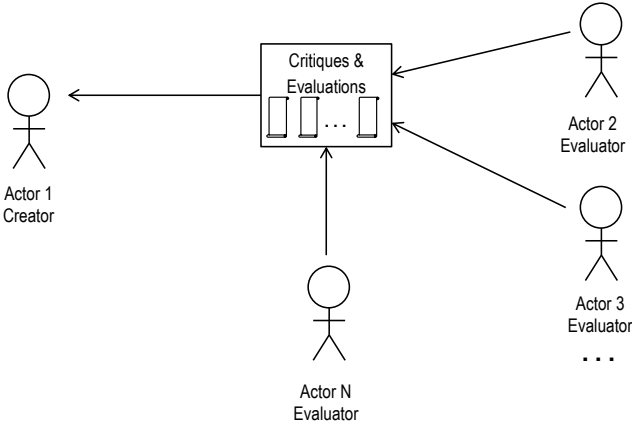 Critiques &
Evaluations
. . .
Actor 1
Creator
Actor 2
Evaluator
Actor 3
Evaluator
. . .
Actor N
Evaluator